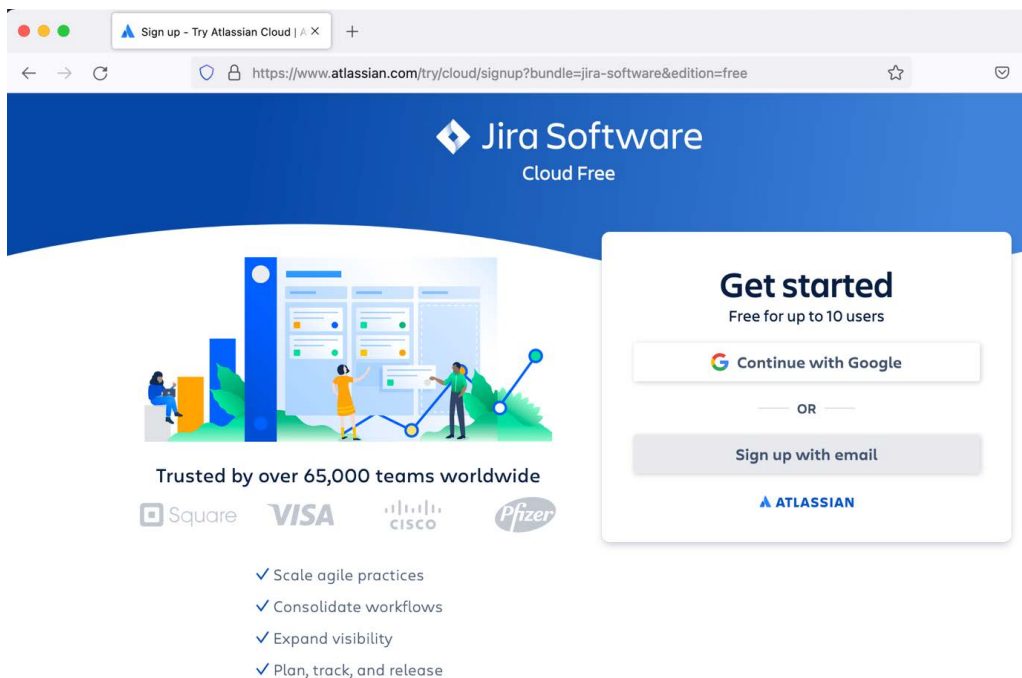 Sign up - Try Atlassian Cloud | A
https://www.atlassian.com/try/cloud/signup?bundle=jira-software&edition=free
Jira Software
Cloud Free
Get started
Free for up to 10 users
Continue with Google
OR
Sign up with email
ATLASSIAN
Trusted by over 65,000 teams worldwide
Square VISA CISCO Pfizer
Scale agile practices
Consolidate workflows
Expand visibility
Plan, track, and release